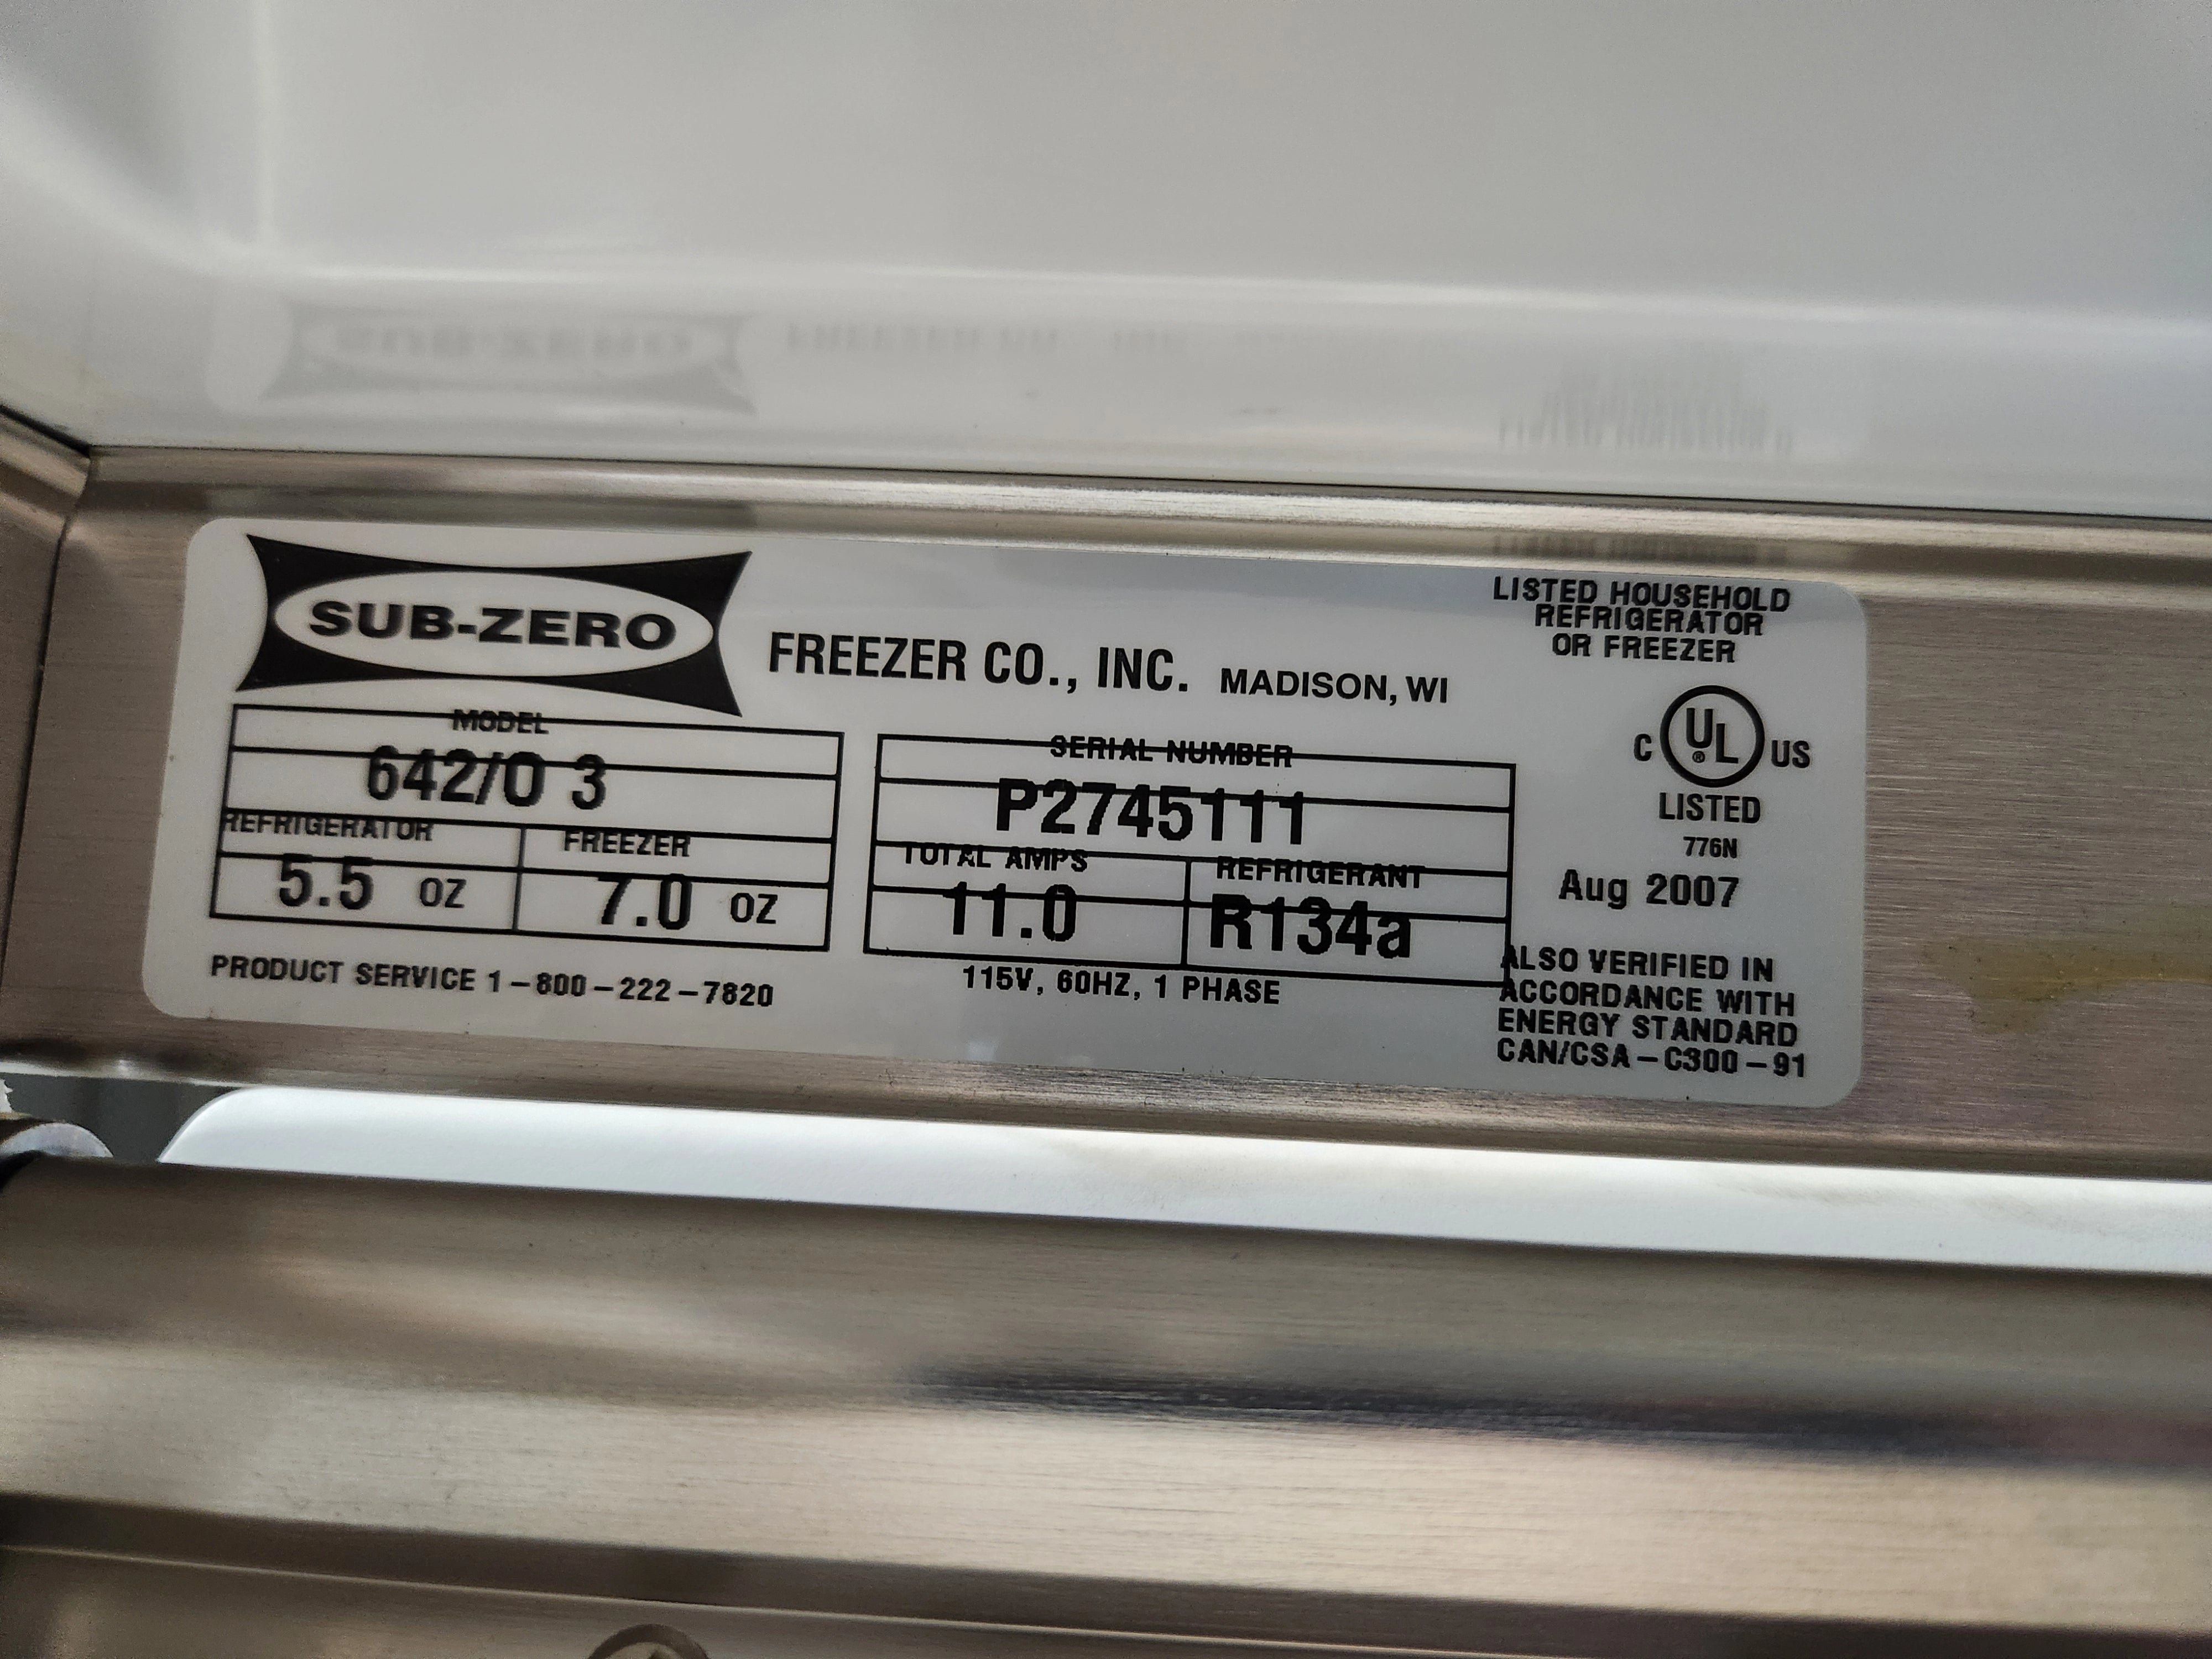 SUB-ZERO FREEZER CO., INC. MADISON, WI
MODEL
642/O 3
REFRIGERATOR FREEZER
5.5 OZ 7.0 OZ
PRODUCT SERVICE 1-800-222-7820
SERIAL NUMBER
P2745111
TOTAL AMPS REFRIGERANT
11.0 R134a
115V, 60HZ, 1 PHASE
LISTED HOUSEHOLD
REFRIGERATOR
OR FREEZER
C UL® US
LISTED
776N
Aug 2007
ALSO VERIFIED IN
ACCORDANCE WITH
ENERGY STANDARD
CAN/CSA-C300-91